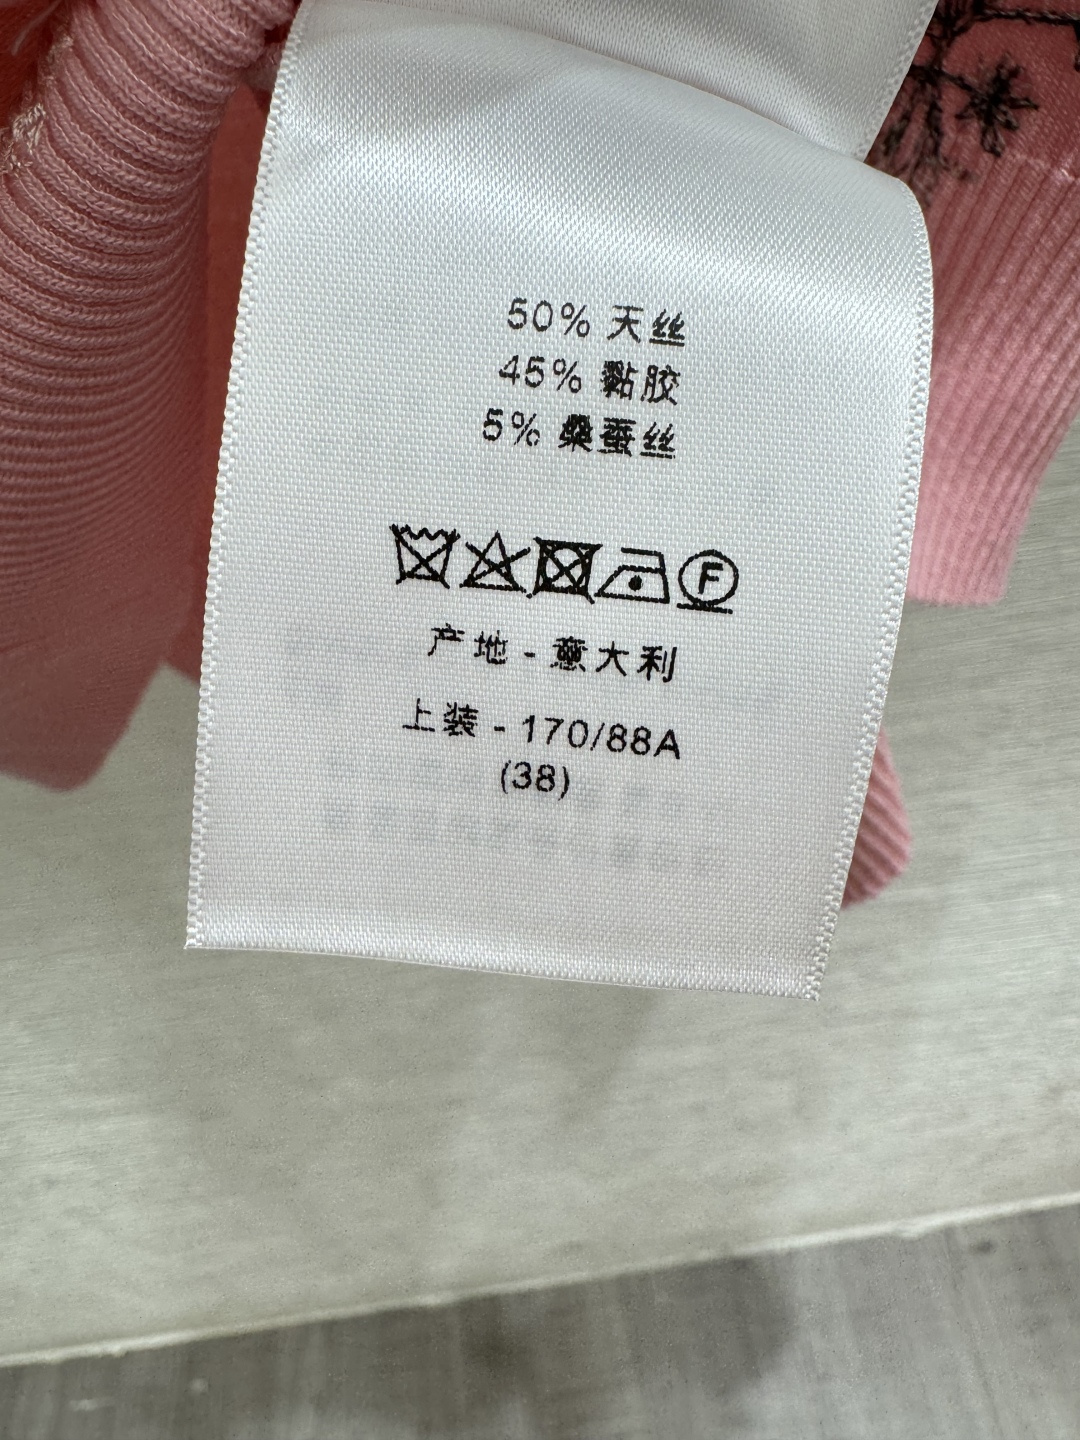 50% 天丝
45% 黏胶
5% 桑蚕丝
F
产地 - 意大利
上装 - 170/88A
(38)